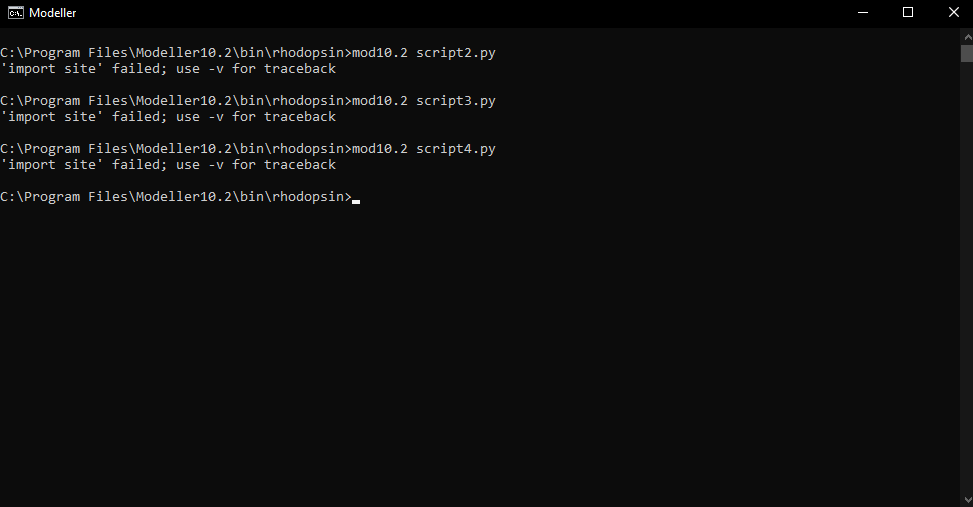 Modeller
C:\Program Files\Modeller10.2\bin\rhodopsin>mod10.2 script2.py
'import site' failed; use -v for traceback
C:\Program Files\Modeller10.2\bin\rhodopsin>mod10.2 script3.py
'import site' failed; use -v for traceback
C:\Program Files\Modeller10.2\bin\rhodopsin>mod10.2 script4.py
'import site' failed; use -v for traceback
C:\Program Files\Modeller10.2\bin\rhodopsin>